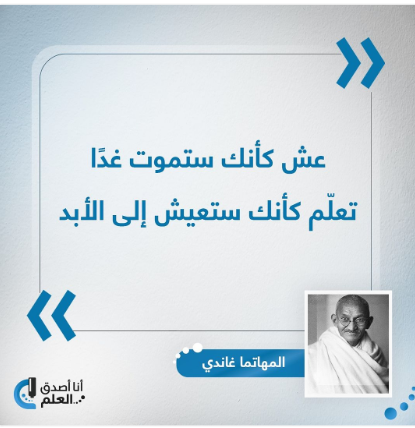 عش كأنك ستموت غدًا
تعلّم كأنك ستعيش إلى الأبد
المهاتما غاندي
أنا أصدق
العلم